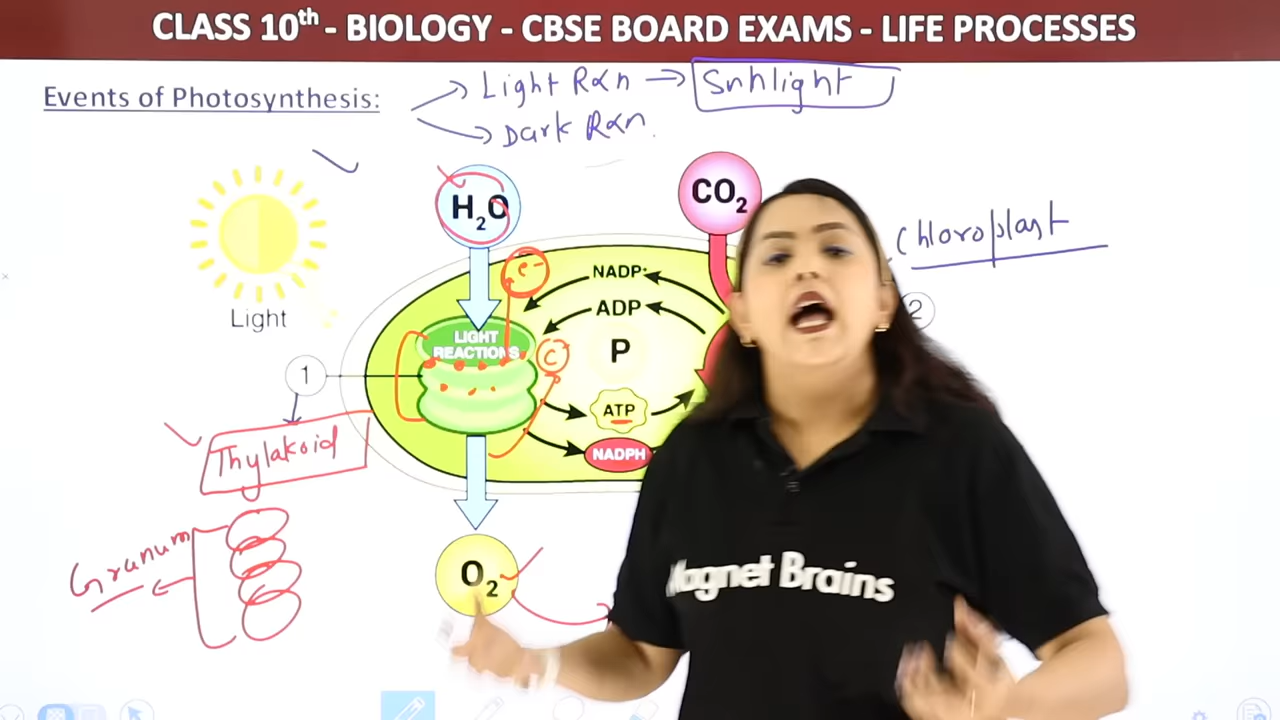 CLASS 10th - BIOLOGY - CBSE BOARD EXAMS - LIFE PROCESSES
Events of Photosynthesis:
Light Rxn → Sunlight
Dark Rxn.
H2O
CO2
Chloroplast
Light
e-
NADP+
ADP
LIGHT
REACTIONS
e-
P
2
1
ATP
NADPH
Thylakoid
Granum
O2
Magnet Brains